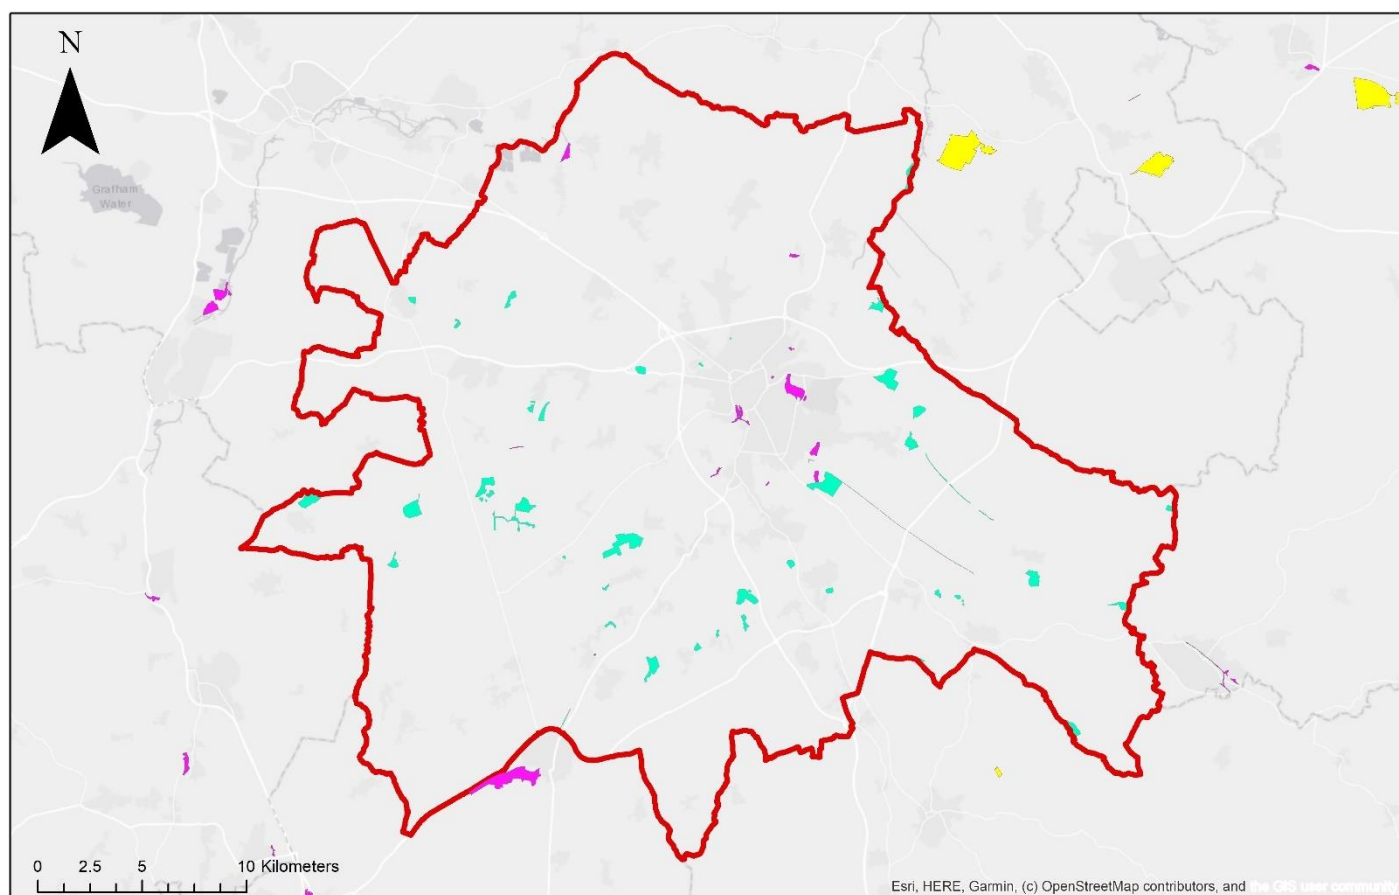 N
Grafham
Water
0 2.5 5 10 Kilometers
Esri, HERE, Garmin, (c) OpenStreetMap contributors, and the GIS user community